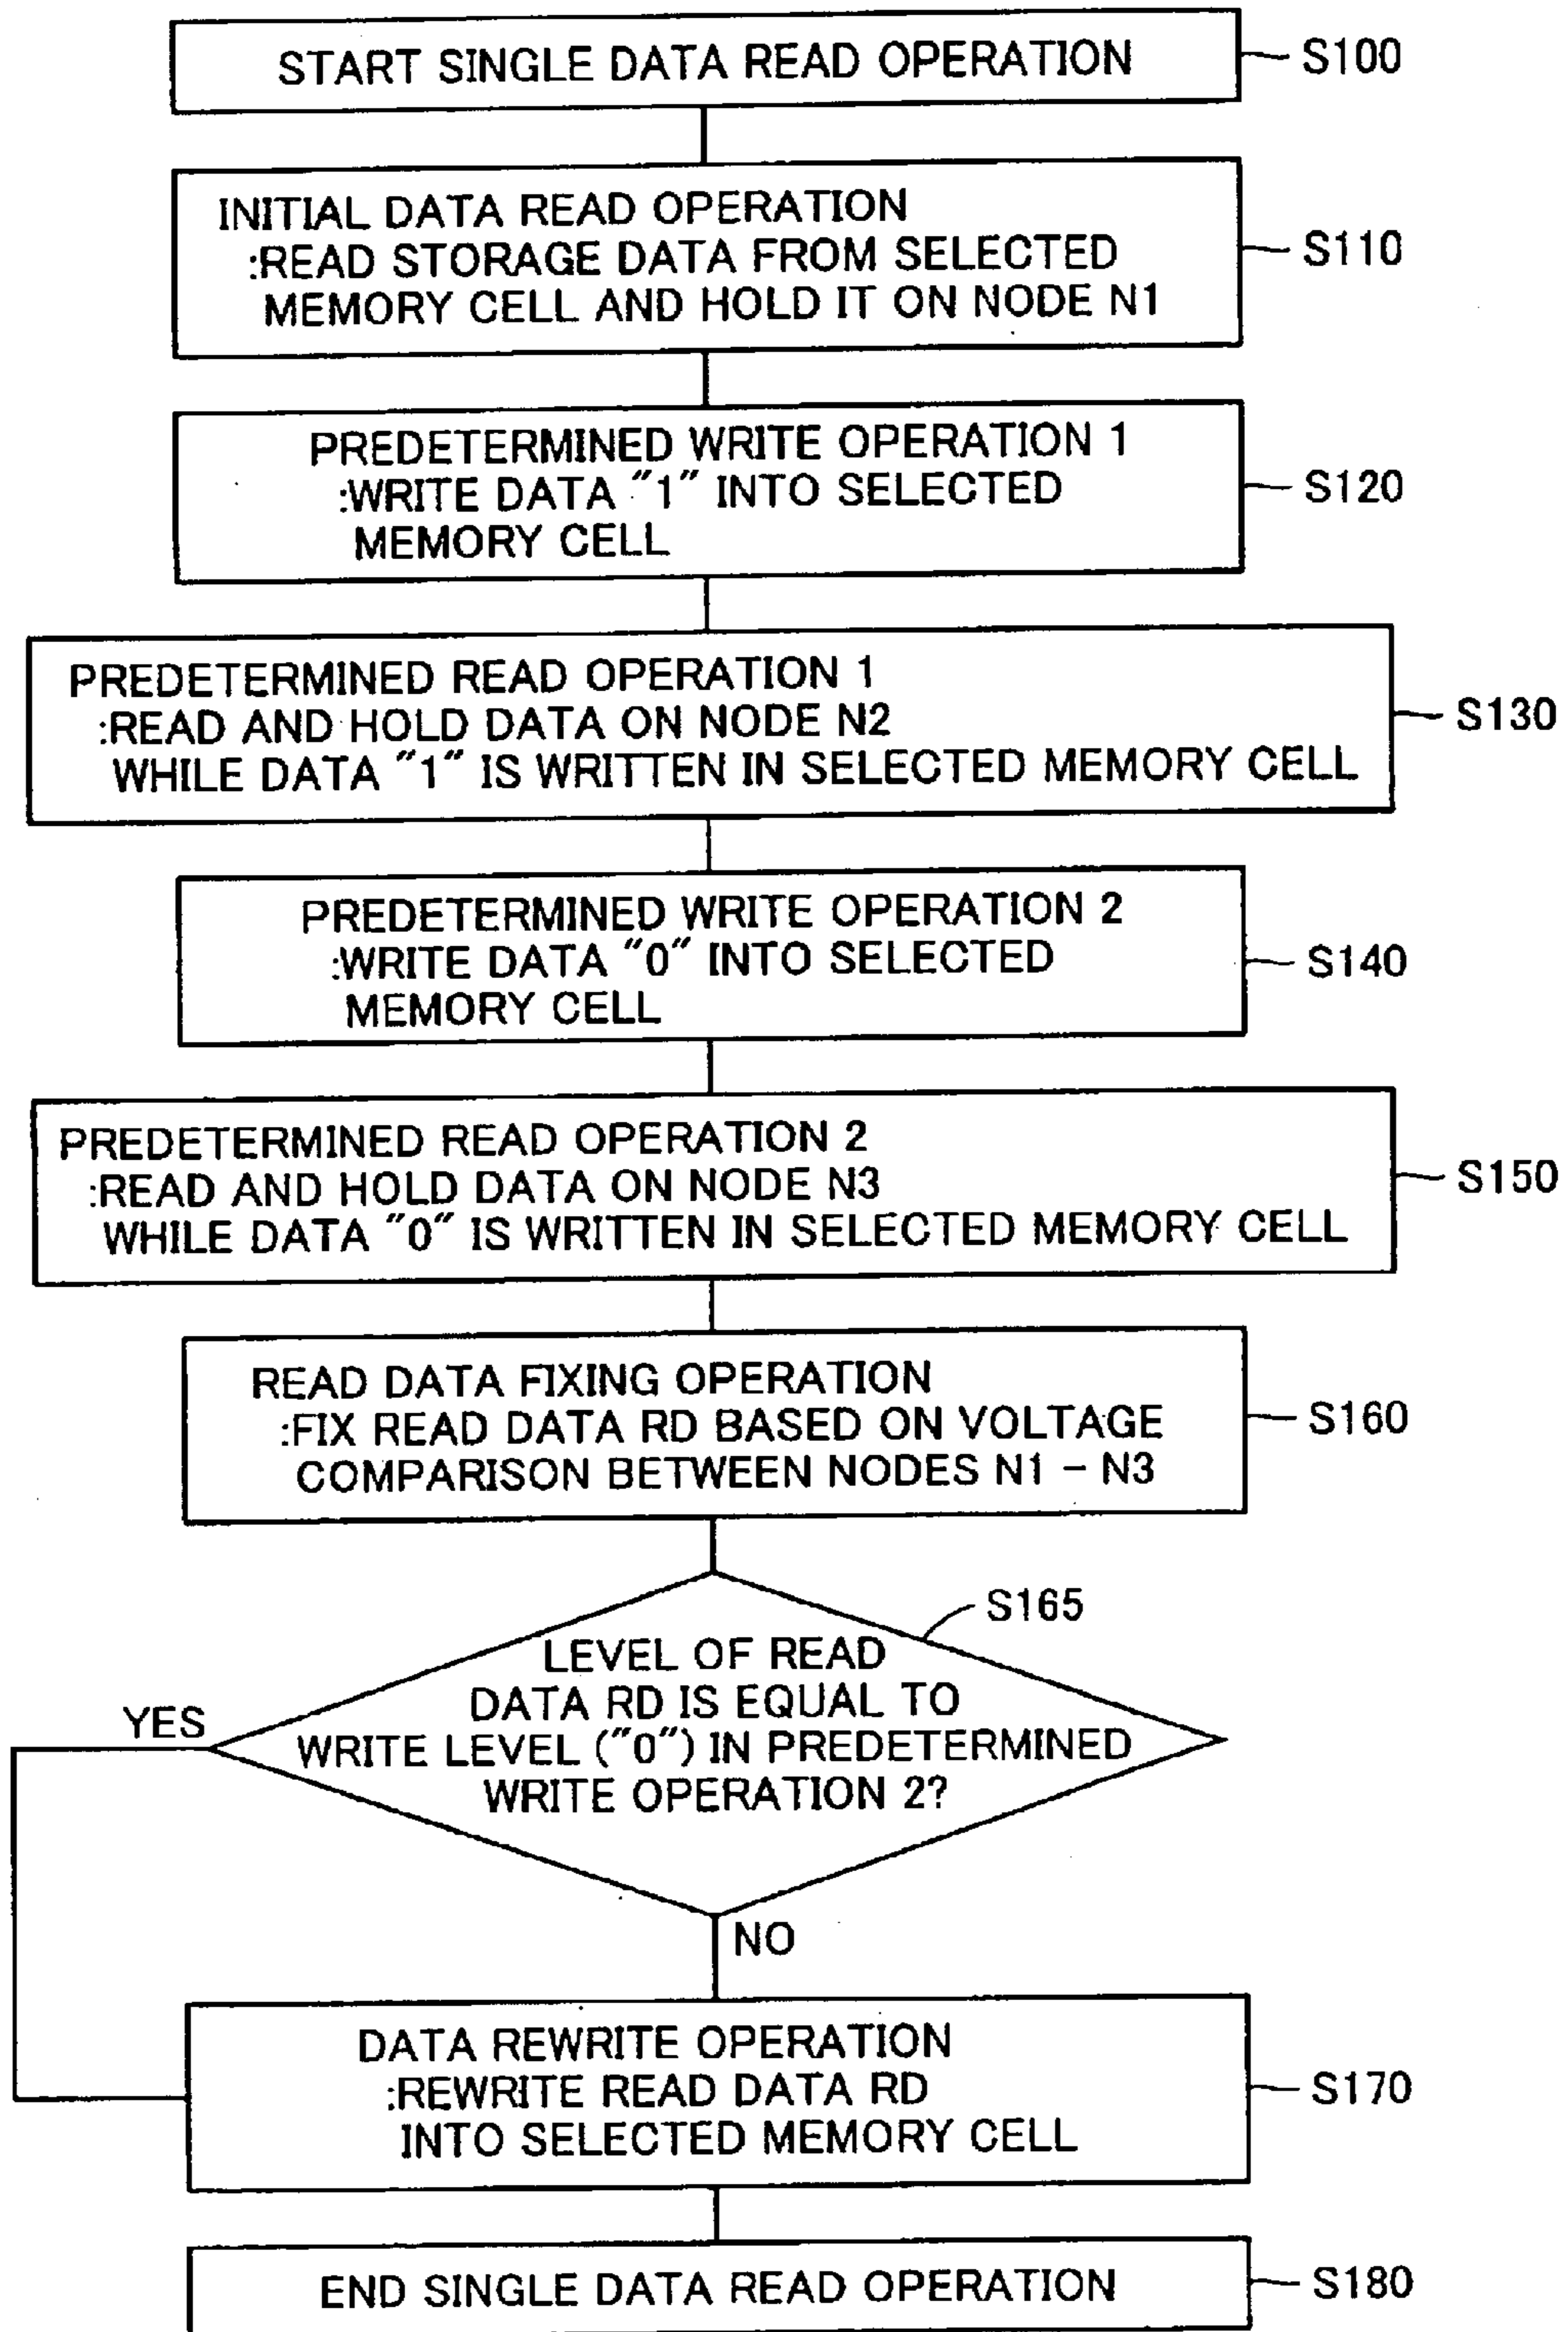 START SINGLE DATA READ OPERATION
S100
INITIAL DATA READ OPERATION
:READ STORAGE DATA FROM SELECTED
MEMORY CELL AND HOLD IT ON NODE N1
S110
PREDETERMINED WRITE OPERATION 1
:WRITE DATA "1" INTO SELECTED
MEMORY CELL
S120
PREDETERMINED READ OPERATION 1
:READ AND HOLD DATA ON NODE N2
WHILE DATA "1" IS WRITTEN IN SELECTED MEMORY CELL
S130
PREDETERMINED WRITE OPERATION 2
:WRITE DATA "0" INTO SELECTED
MEMORY CELL
S140
PREDETERMINED READ OPERATION 2
:READ AND HOLD DATA ON NODE N3
WHILE DATA "0" IS WRITTEN IN SELECTED MEMORY CELL
S150
READ DATA FIXING OPERATION
:FIX READ DATA RD BASED ON VOLTAGE
COMPARISON BETWEEN NODES N1 - N3
S160
S165
LEVEL OF READ
DATA RD IS EQUAL TO
WRITE LEVEL ("0") IN PREDETERMINED
WRITE OPERATION 2?
YES
NO
DATA REWRITE OPERATION
:REWRITE READ DATA RD
INTO SELECTED MEMORY CELL
S170
END SINGLE DATA READ OPERATION
S180